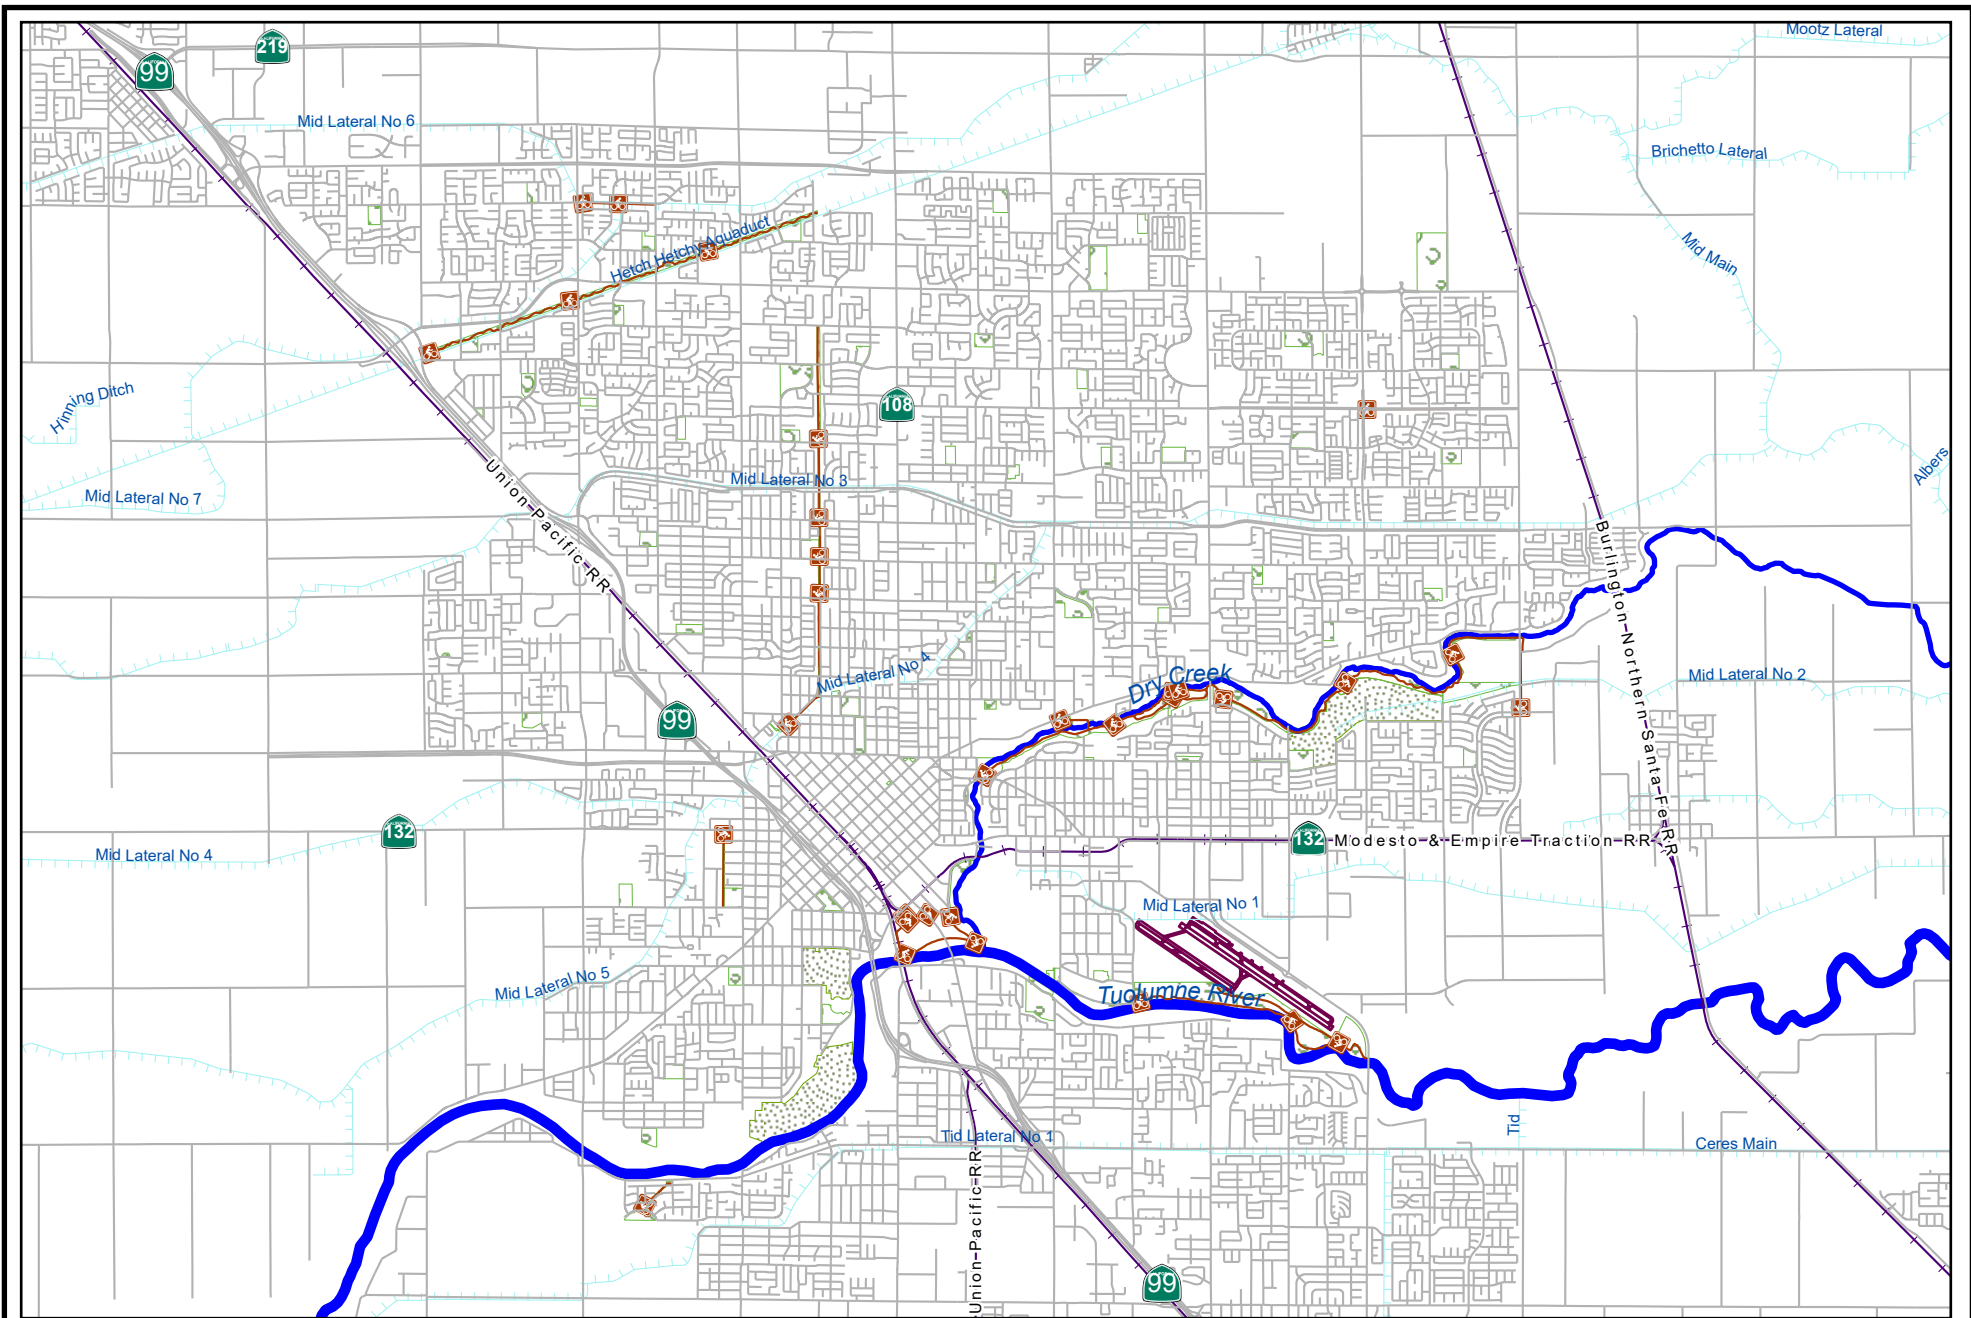 Mootz Lateral
219
99
Mid Lateral No 6
Brichetto Lateral
Hetch Hetchy Aquaduct
Mid Main
Hinning Ditch
108
Union Pacific RR
Mid Lateral No 3
Albers
Mid Lateral No 7
Burlington Northern Santa Fe RR
Mid Lateral No 4
Dry Creek
Mid Lateral No 2
99
132
132
Modesto & Empire Traction RR
Mid Lateral No 4
Mid Lateral No 1
Mid Lateral No 5
Tuolumne River
Tid
Tid Lateral No 1
Ceres Main
Union Pacific RR
99